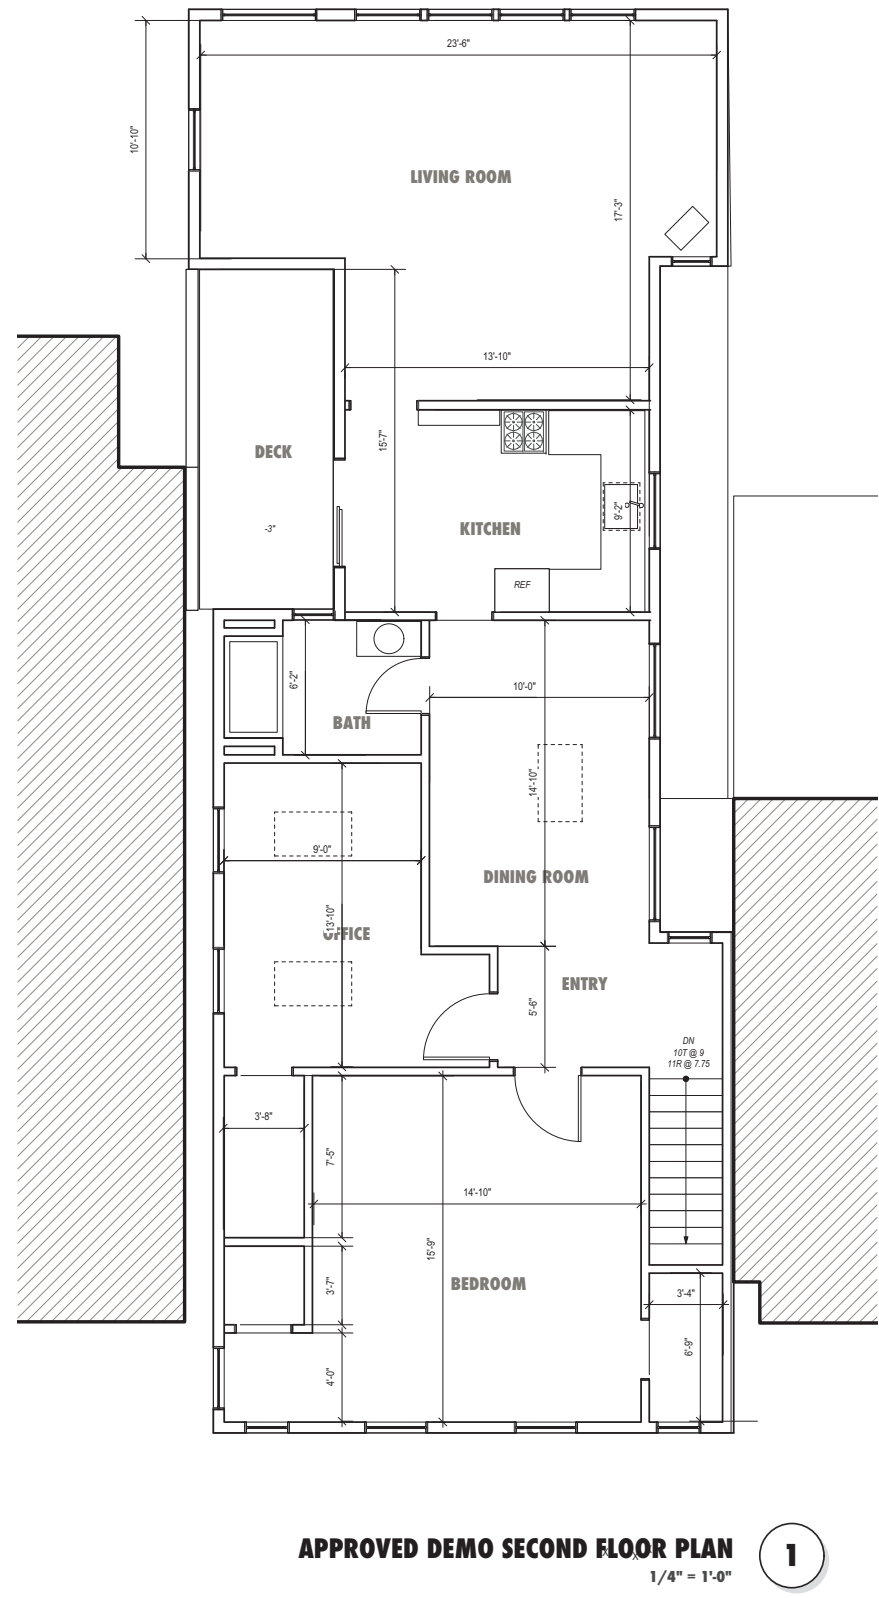 23'-6"
10'-10"
LIVING ROOM
17'-3"
13'-10"
15'-7"
DECK
9'-2"
-3"
KITCHEN
REF
6'-2"
10'-0"
BATH
14'-10"
9'-0"
DINING ROOM
13'-10"
OFFICE
ENTRY
5'-6"
DN
10T @ 9
11R @ 7.75
3'-8"
7'-5"
14'-10"
15'-9"
BEDROOM
3'-7"
3'-4"
6'-9"
4'-0"
APPROVED DEMO SECOND FLOOR PLAN
1
1/4" = 1'-0"